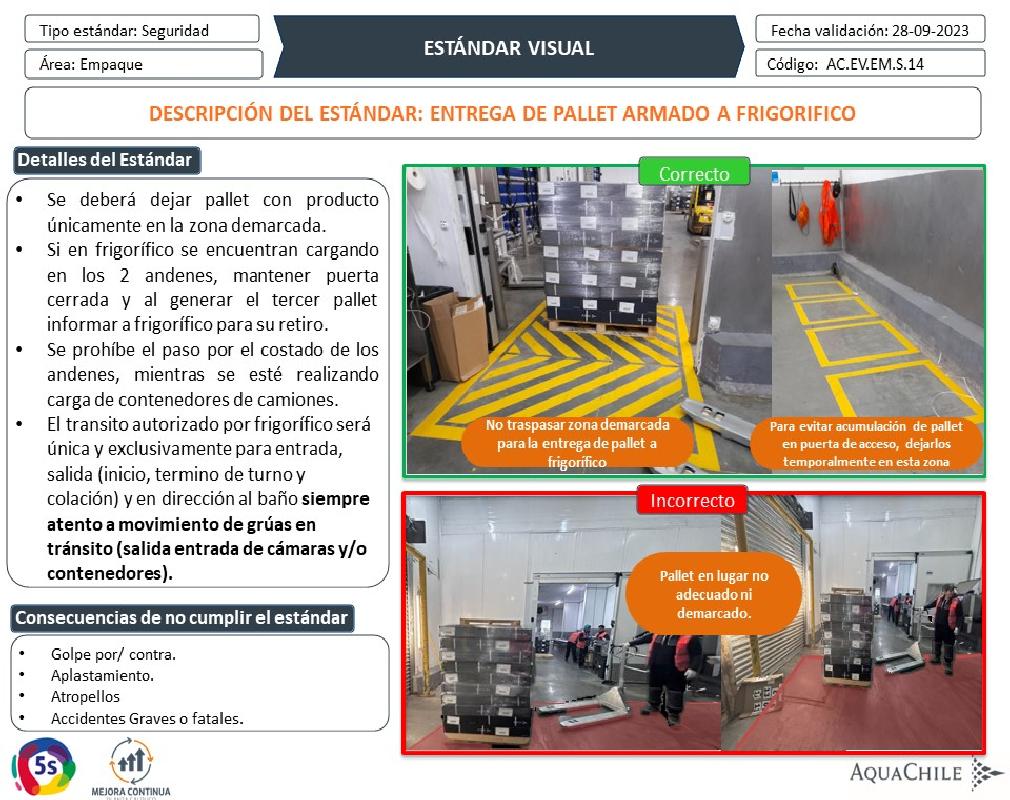 Tipo estándar: Seguridad
Área: Empaque
ESTÁNDAR VISUAL
Fecha validación: 28-09-2023
Código: AC.EV.EM.S.14
DESCRIPCIÓN DEL ESTÁNDAR: ENTREGA DE PALLET ARMADO A FRIGORIFICO
Detalles del Estándar
• Se deberá dejar pallet con producto
únicamente en la zona demarcada.
• Si en frigorífico se encuentran cargando
en los 2 andenes, mantener puerta
cerrada y al generar el tercer pallet
informar a frigorífico para su retiro.
• Se prohíbe el paso por el costado de los
andenes, mientras se esté realizando
carga de contenedores de camiones.
• El transito autorizado por frigorífico será
única y exclusivamente para entrada,
salida (inicio, termino de turno y
colación) y en dirección al baño siempre
atento a movimiento de grúas en
tránsito (salida entrada de cámaras y/o
contenedores).
Consecuencias de no cumplir el estándar
• Golpe por/ contra.
• Aplastamiento.
• Atropellos
• Accidentes Graves o fatales.
Correcto
No traspasar zona demarcada
para la entrega de pallet a
frigorífico
Para evitar acumulación de pallet
en puerta de acceso, dejarlos
temporalmente en esta zona
Incorrecto
Pallet en lugar no
adecuado ni
demarcado.
5s
MEJORA CONTINUA
AQUACHILE